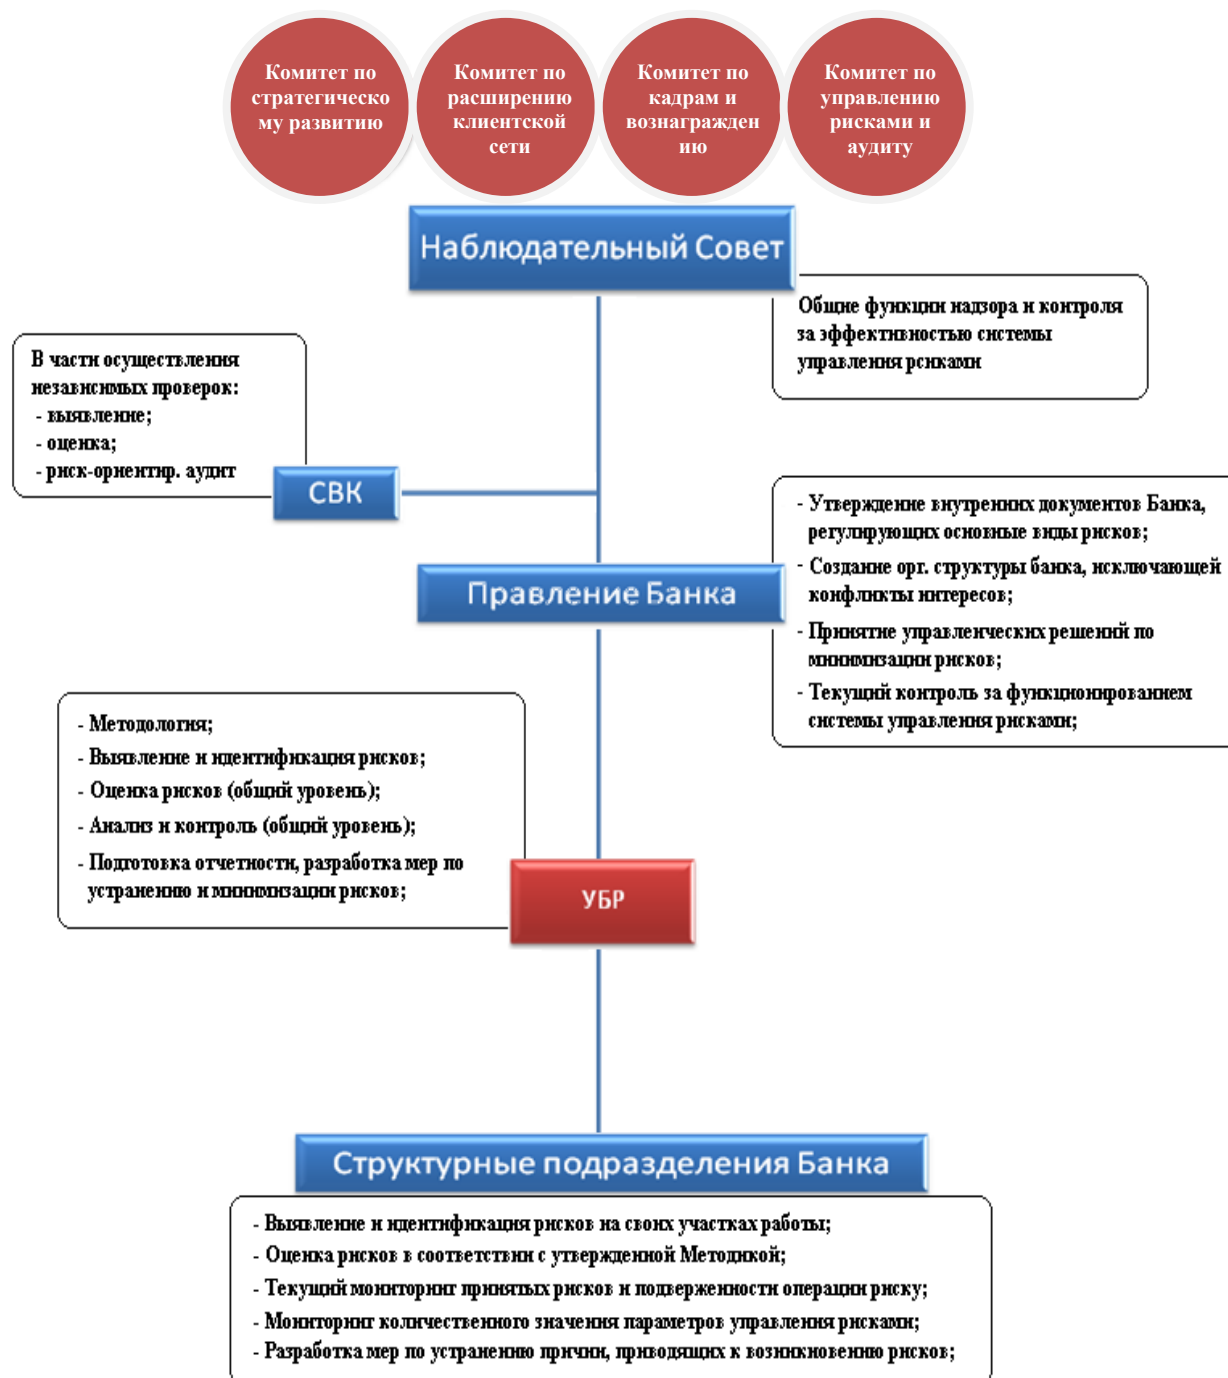 Комитет по
стратегическо
му развитию
Комитет по
расширению
клиентской
сети
Комитет по
кадрам и
вознагражден
ию
Комитет по
управлению
рисками и
аудиту
Наблюдательный Совет
Общие функции надзора и контроля
за эффективностью системы
управления рсиками
В части осуществления
независимых проверок:
- выявление;
- оценка;
- риск-ориентир. аудит
СВК
- Утверждение внутренних документов Банка,
регулирующих основные виды рисков;
- Создание орг. структуры банка, исключающей
конфликты интересов;
- Принятие управленческих решений по
минимизации рисков;
- Текущий контроль за функционированием
системы управления рисками;
Правление Банка
- Методология;
- Выявление и идентификация рисков;
- Оценка рисков (общий уровень);
- Анализ и контроль (общий уровень);
- Подготовка отчетности, разработка мер по
устранению и минимизации рисков;
УБР
Структурные подразделения Банка
- Выявление и идентификация рисков на своих участках работы;
- Оценка рисков в соответствии с утвержденной Методикой;
- Текущий мониторинг принятых рисков и подверженности операции риску;
- Мониторинг количественного значения параметров управления рисками;
- Разработка мер по устранению причин, приводящих к возникновению рисков;